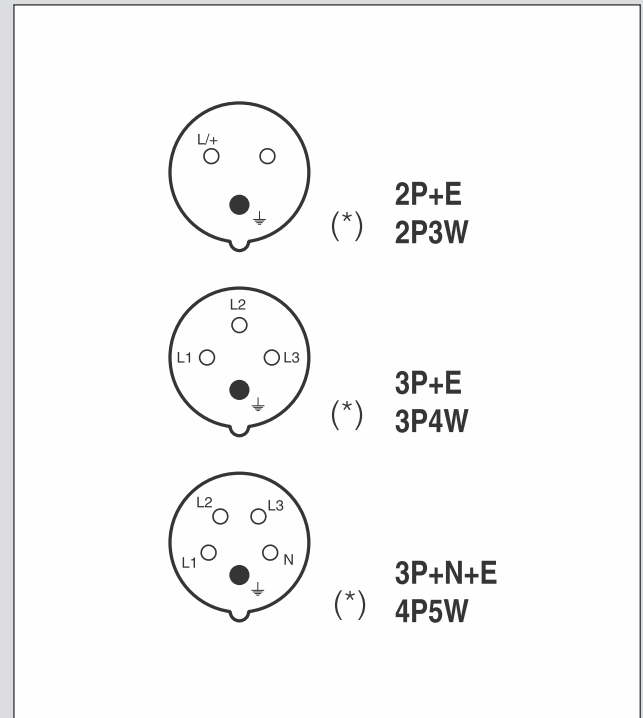 L/+
(*)
2P+E
2P3W
L2
L1
L3
(*)
3P+E
3P4W
L2
L3
L1
N
(*)
3P+N+E
4P5W